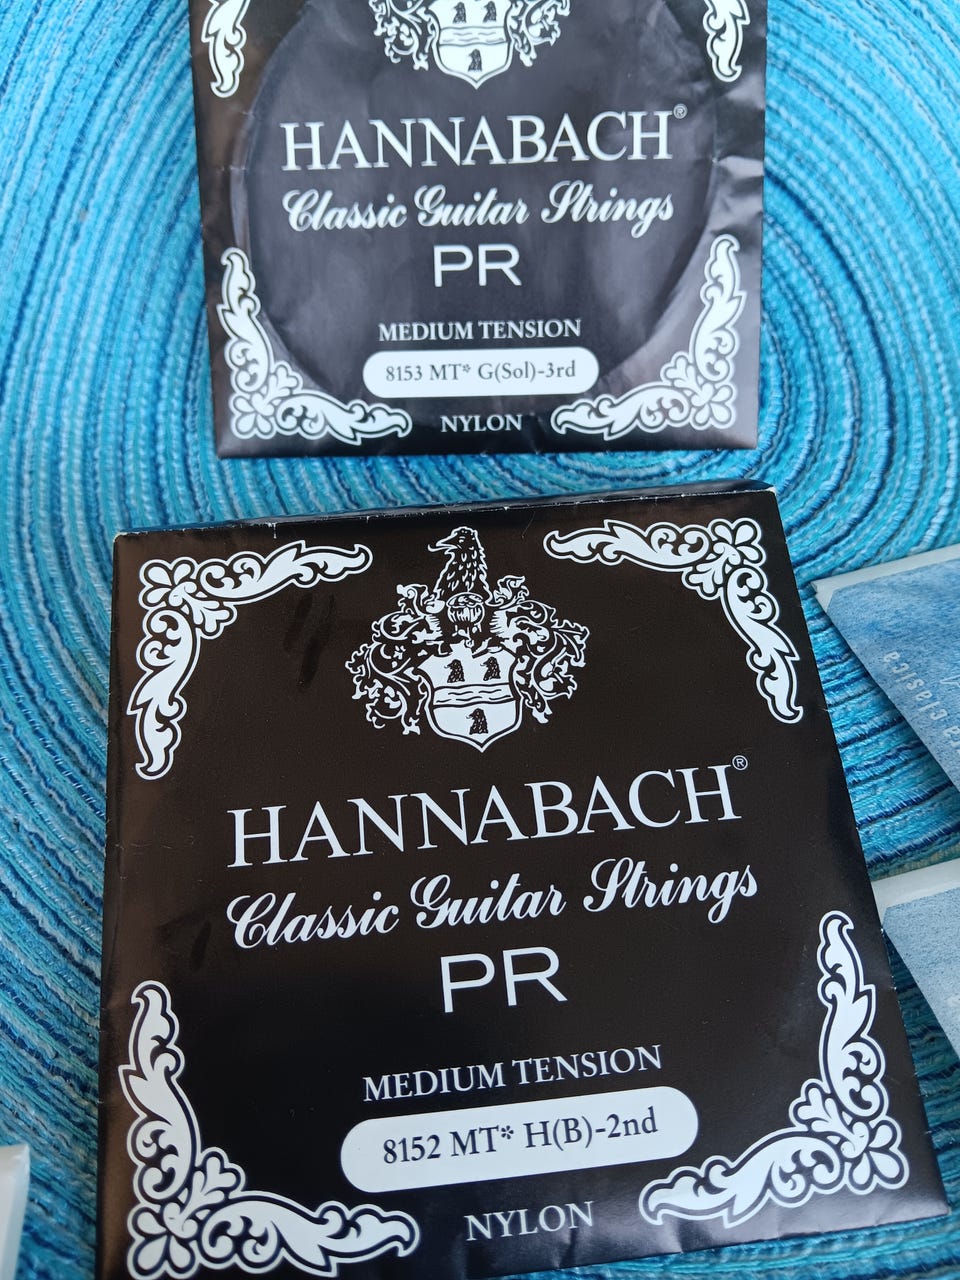 HANNABACH®
Classic Guitar Strings
PR
MEDIUM TENSION
8153 MT* G(Sol)-3rd
NYLON
HANNABACH®
Classic Guitar Strings
PR
MEDIUM TENSION
8152 MT* H(B)-2nd
NYLON